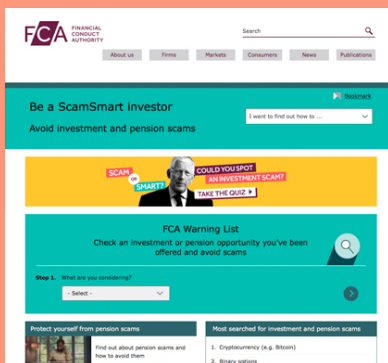 FCA FINANCIAL
CONDUCT
AUTHORITY
Search
About us
Firms
Markets
Consumers
News
Publications
Bookmark
Be a ScamSmart investor
I want to find out how to ...
Avoid investment and pension scams
SCAM
OR
SMART?
COULD YOU SPOT
AN INVESTMENT SCAM?
TAKE THE QUIZ
FCA Warning List
Check an investment or pension opportunity you've been
offered and avoid scams
Step 1. What are you considering?
- Select -
Protect yourself from pension scams
Find out about pension scams and
how to avoid them
Most searched for investment and pension scams
1. Cryptocurrency (e.g. Bitcoin)
2. Binary options